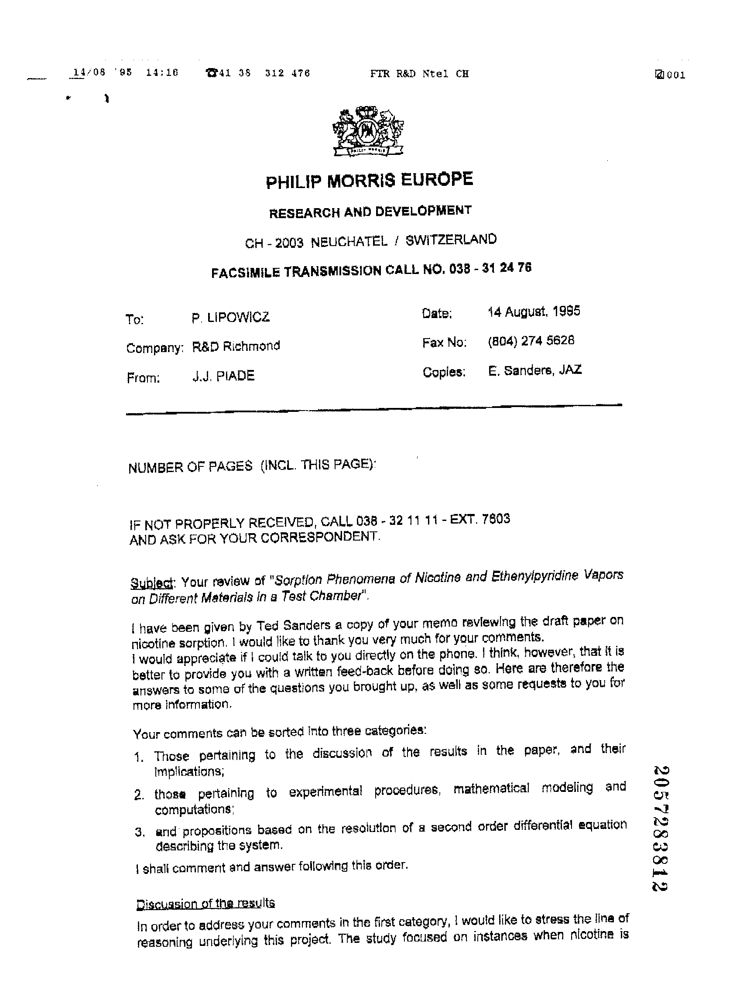 14/08 '95 14:16 ☎41 38 312 476 FTR R&D Ntel CH 001
PM
PHILIP MORRIS EUROPE
RESEARCH AND DEVELOPMENT
CH - 2003 NEUCHATEL / SWITZERLAND
FACSIMILE TRANSMISSION CALL NO. 038 - 31 24 76
To: P. LIPOWICZ Date: 14 August, 1995
Company: R&D Richmond Fax No: (804) 274 5628
From: J.J. PIADE Copies: E. Sanders, JAZ
NUMBER OF PAGES (INCL. THIS PAGE):
IF NOT PROPERLY RECEIVED, CALL 038 - 32 11 11 - EXT. 7603
AND ASK FOR YOUR CORRESPONDENT.
Subject: Your review of "Sorption Phenomena of Nicotine and Ethenylpyridine Vapors
on Different Materials in a Test Chamber".
I have been given by Ted Sanders a copy of your memo reviewing the draft paper on
nicotine sorption. I would like to thank you very much for your comments.
I would appreciate if I could talk to you directly on the phone. I think, however, that it is
better to provide you with a written feed-back before doing so. Here are therefore the
answers to some of the questions you brought up, as well as some requests to you for
more information.
Your comments can be sorted into three categories:
1. Those pertaining to the discussion of the results in the paper, and their
implications;
2. those pertaining to experimental procedures, mathematical modeling and
computations;
3. and propositions based on the resolution of a second order differential equation
describing the system.
I shall comment and answer following this order.
Discussion of the results
In order to address your comments in the first category, I would like to stress the line of
reasoning underlying this project. The study focused on instances when nicotine is
2057283812